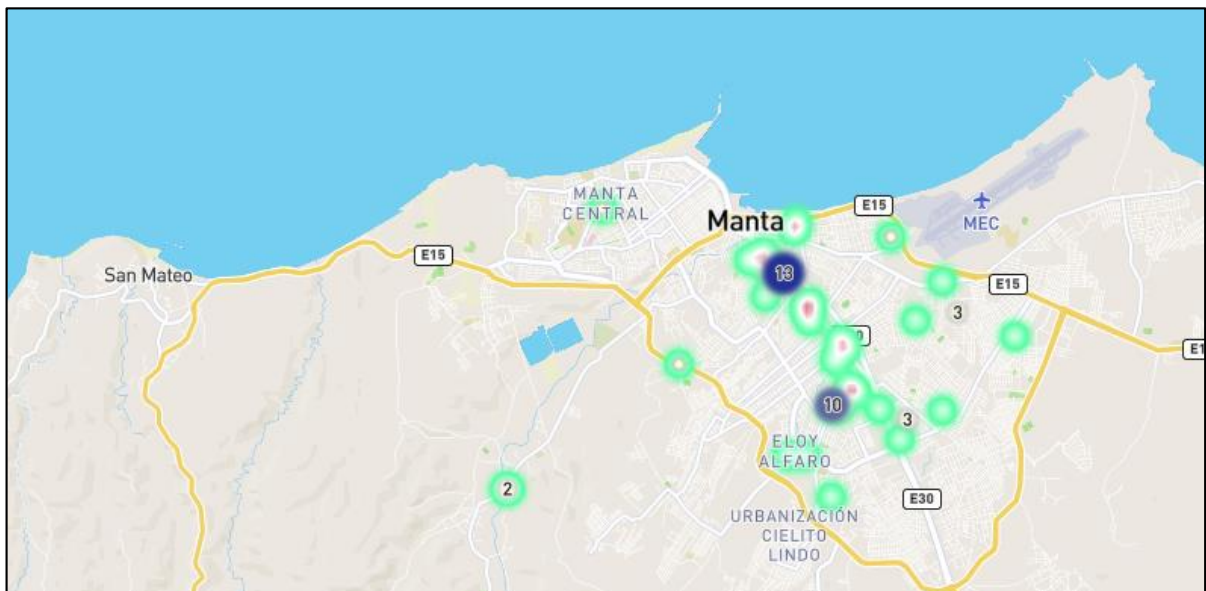 MANTA
CENTRAL
Manta
E15
MEC
E15
San Mateo
13
E15
3
2
10
3
ELOY
ALFARO
E30
URBANIZACIÓN
CIELITO
LINDO